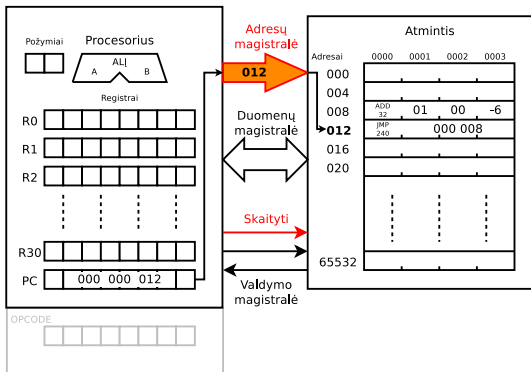 Požymiai
Procesorius
ALĮ
A B
Registrai
R0
R1
R2
R30
PC 000 000 012
OPCODE
Adresų
magistralė
012
Duomenų
magistralė
Skaityti
Valdymo
magistralė
Atmintis
Adresai 0000 0001 0002 0003
000
004
008 ADD 32 01 00 -6
012 JMP 240 000 008
016
020
65532